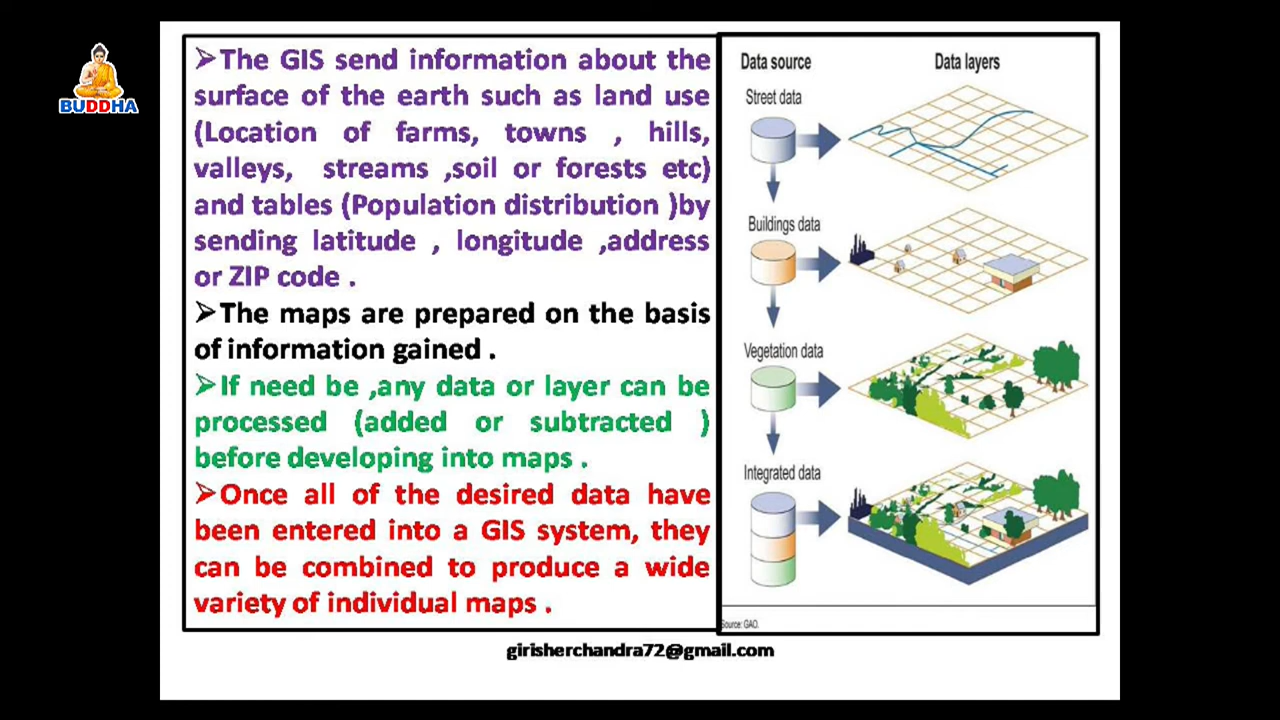 BUDDHA
➢The GIS send information about the
surface of the earth such as land use
(Location of farms, towns , hills,
valleys, streams ,soil or forests etc)
and tables (Population distribution )by
sending latitude , longitude ,address
or ZIP code .
➢The maps are prepared on the basis
of information gained .
➢If need be ,any data or layer can be
processed (added or subtracted )
before developing into maps .
➢Once all of the desired data have
been entered into a GIS system, they
can be combined to produce a wide
variety of individual maps .
Data source Data layers
Street data
Buildings data
Vegetation data
Integrated data
Source: GAO.
girisherchandra72@gmail.com